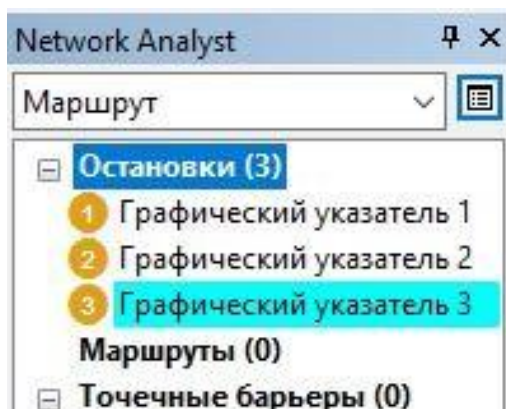 Network Analyst
Маршрут
Остановки (3)
1 Графический указатель 1
2 Графический указатель 2
3 Графический указатель 3
Маршруты (0)
Точечные барьеры (0)